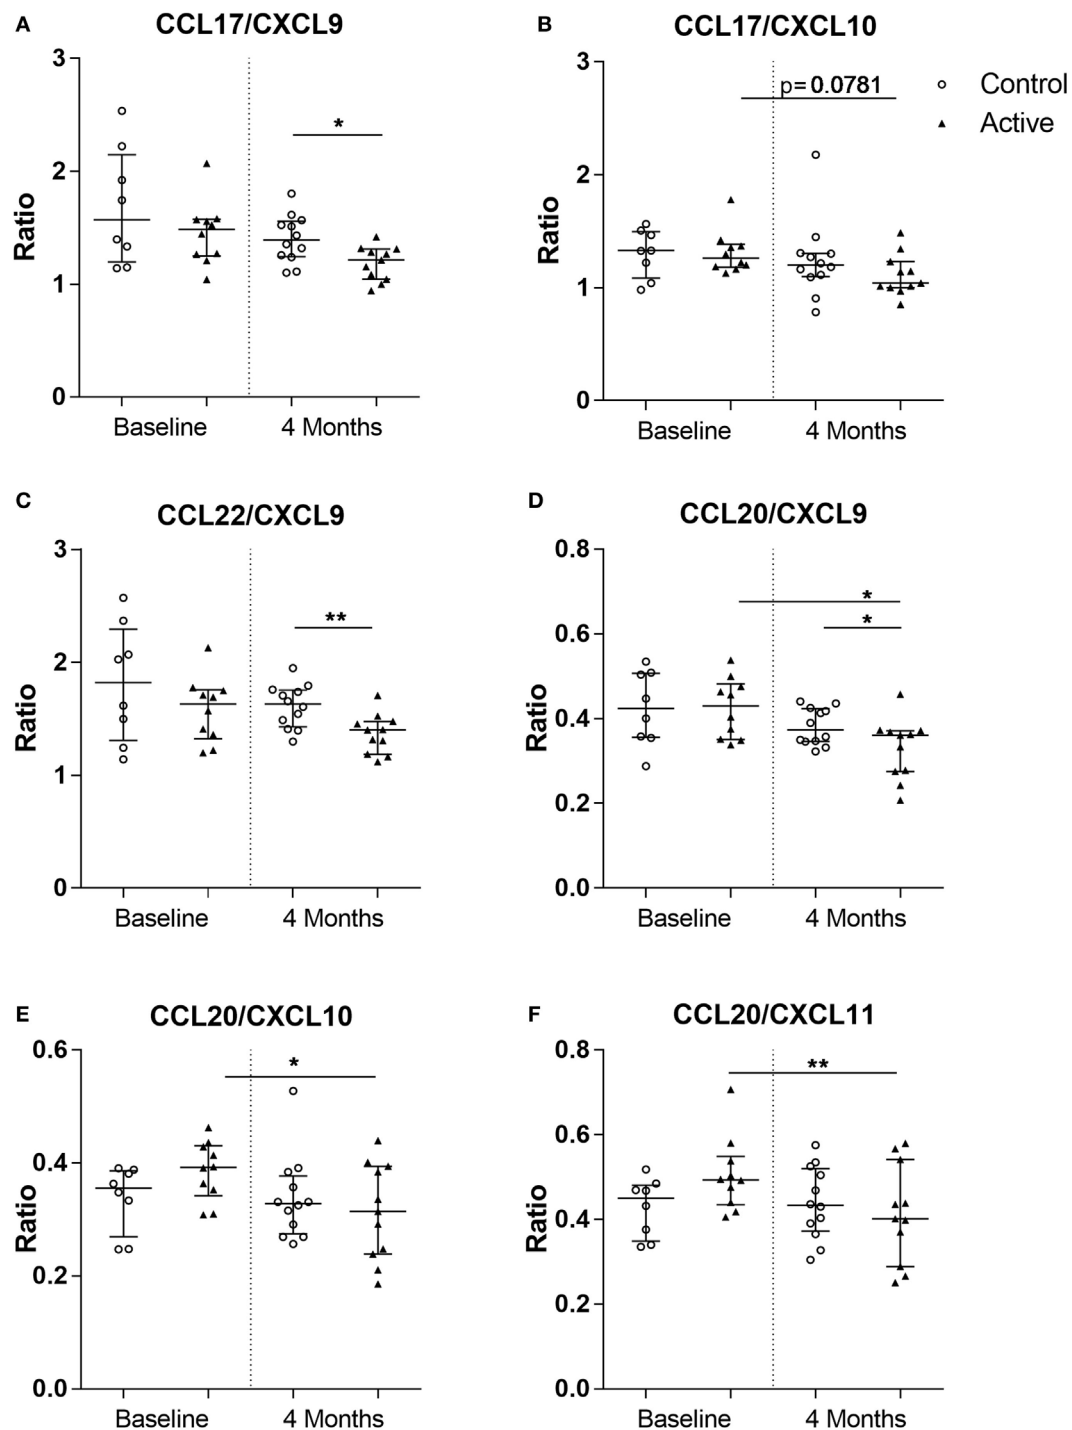 A
CCL17/CXCL9
3
2
1
0
Ratio
*
Baseline
4 Months
B
CCL17/CXCL10
3
2
1
0
Ratio
p=0.0781
Baseline
4 Months
Control
Active
C
CCL22/CXCL9
3
2
1
0
Ratio
**
Baseline
4 Months
D
CCL20/CXCL9
0.8
0.6
0.4
0.2
0.0
Ratio
*
*
Baseline
4 Months
E
CCL20/CXCL10
0.6
0.4
0.2
0.0
Ratio
*
Baseline
4 Months
F
CCL20/CXCL11
0.8
0.6
0.4
0.2
0.0
Ratio
**
Baseline
4 Months